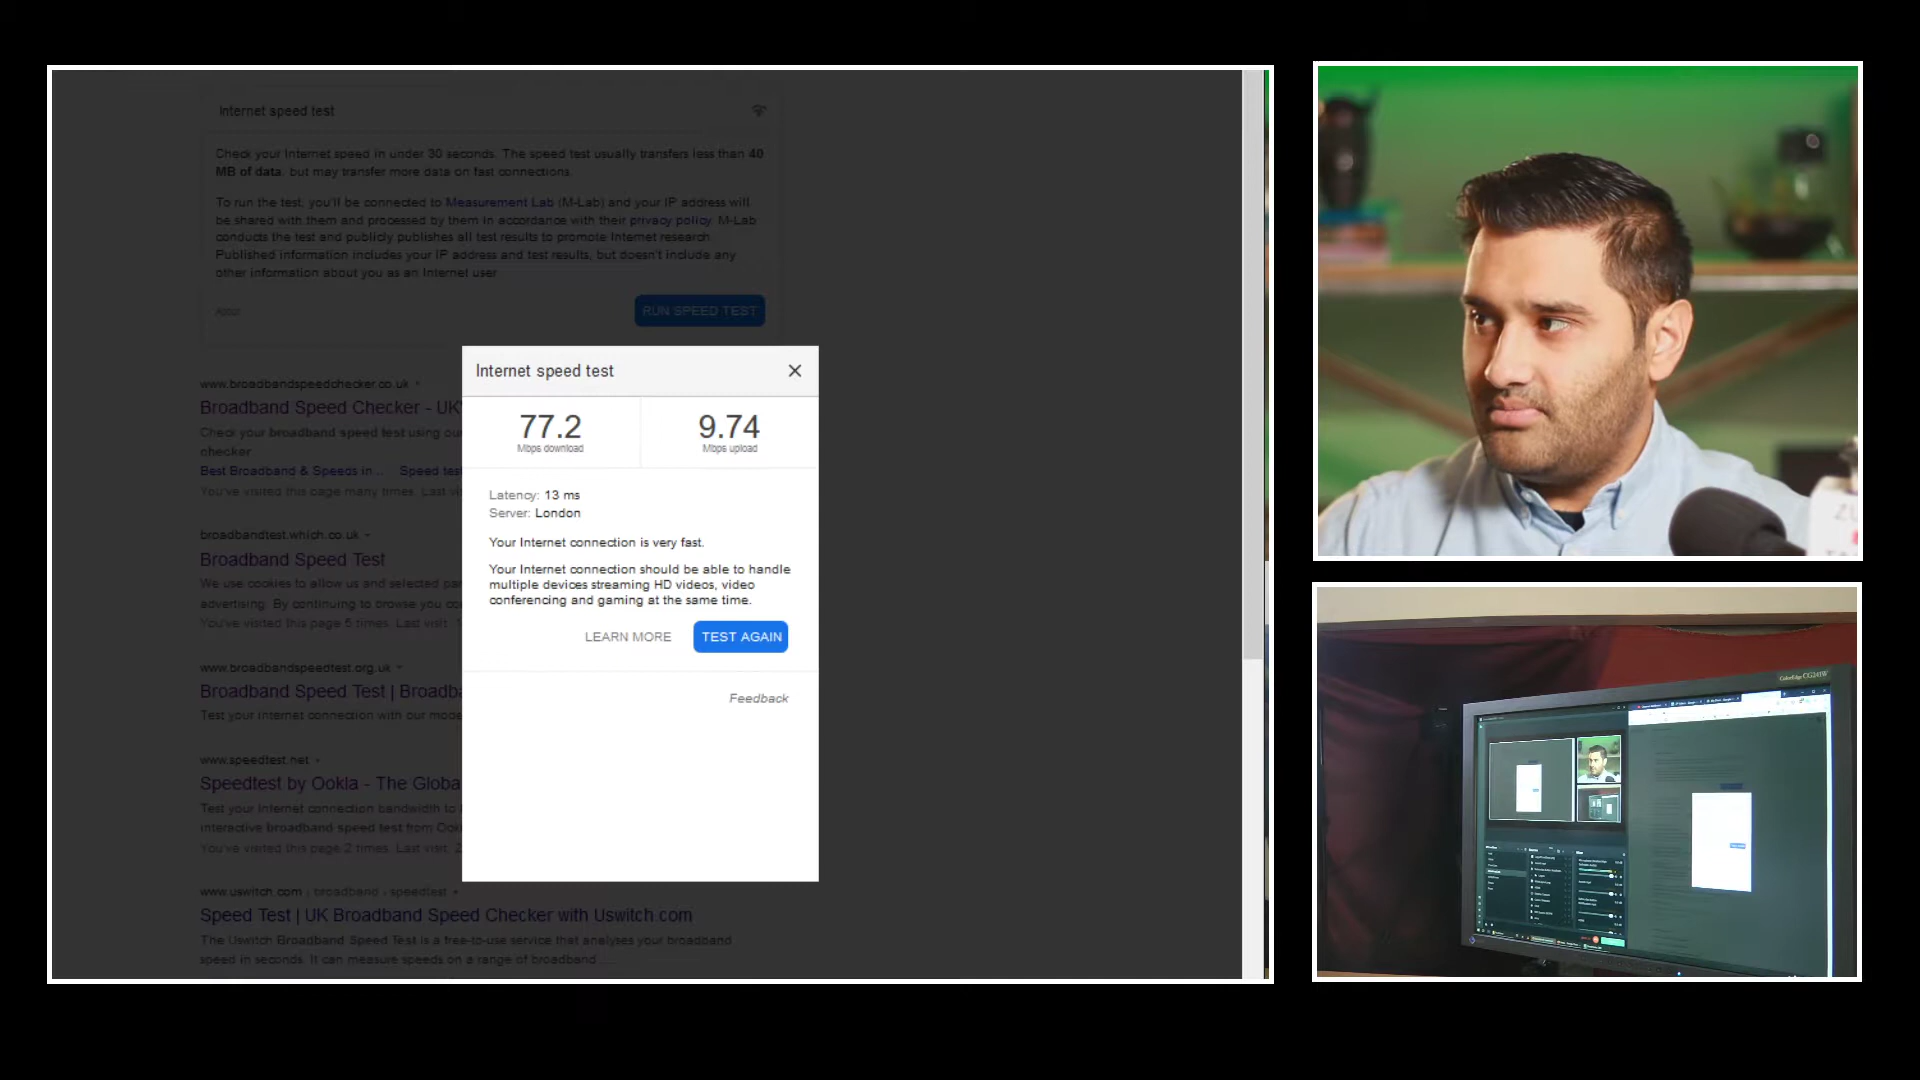 Internet speed test
Check your Internet speed in under 30 seconds. The speed test usually transfers less than 40
MB of data, but may transfer more data on fast connections.
To run the test, you'll be connected to Measurement Lab (M-Lab) and your IP address will
be shared with them and processed by them in accordance with their privacy policy. M-Lab
conducts the test and publicly publishes all test results to promote Internet research.
Published information includes your IP address and test results, but doesn't include any
other information about you as an Internet user.
About
RUN SPEED TEST
www.broadbandspeedchecker.co.uk
Broadband Speed Checker - UK'
Check your broadband speed test using our
checker
Best Broadband & Speeds in ... Speed test
You've visited this page many times. Last vi
broadbandtest.which.co.uk
Broadband Speed Test
We use cookies to allow us and selected par
advertising. By continuing to browse you co
You've visited this page 5 times. Last visit:
www.broadbandspeedtest.org.uk
Broadband Speed Test | Broadba
Test your internet connection with our mode
www.speedtest.net
Speedtest by Ookla - The Globa
Test your Internet connection bandwidth to
interactive broadband speed test from Ookl
You've visited this page 2 times. Last visit: 2
www.uswitch.com › broadband › speedtest
Speed Test | UK Broadband Speed Checker with Uswitch.com
The Uswitch Broadband Speed Test is a free-to-use service that analyses your broadband
speed in seconds. It can measure speeds on a range of broadband ...
Internet speed test
77.2
Mbps download
9.74
Mbps upload
Latency: 13 ms
Server: London
Your Internet connection is very fast.
Your Internet connection should be able to handle
multiple devices streaming HD videos, video
conferencing and gaming at the same time.
LEARN MORE
TEST AGAIN
Feedback
ColorEdge CG241W